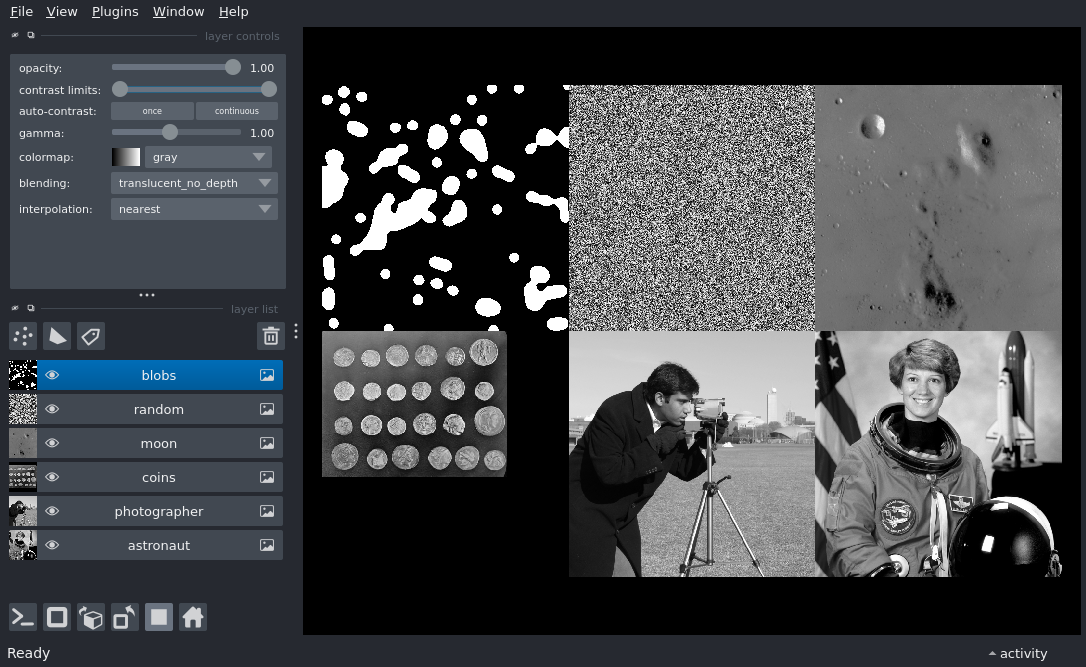 File View Plugins Window Help
layer controls
opacity: 1.00
contrast limits:
auto-contrast: once continuous
gamma: 1.00
colormap: gray
blending: translucent_no_depth
interpolation: nearest
layer list
blobs
random
moon
coins
photographer
astronaut
Ready
activity